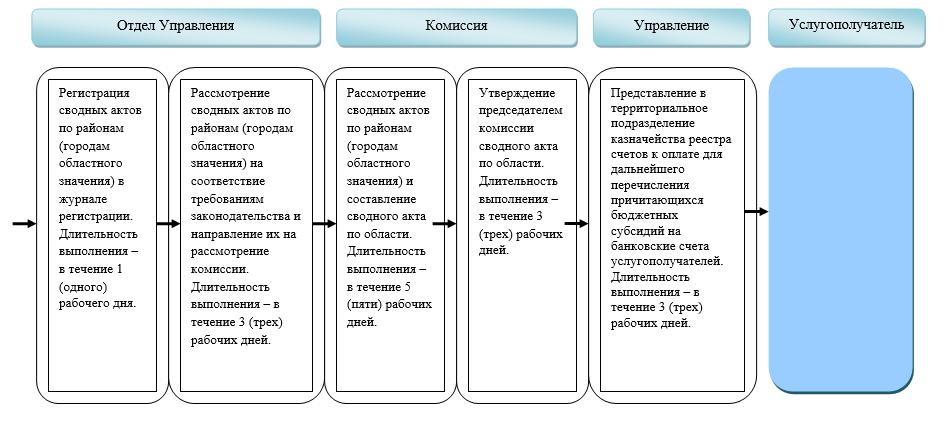 Отдел Управления
Комиссия
Управление
Услугополучатель
Регистрация
сводных актов
по районам
(городам
областного
значения) в
журнале
регистрации.
Длительность
выполнения –
в течение 1
(одного)
рабочего дня.
Рассмотрение
сводных актов по
районам (городам
областного
значения) на
соответствие
требованиям
законодательства и
направление их на
рассмотрение
комиссии.
Длительность
выполнения – в
течение 3 (трех)
рабочих дней.
Рассмотрение
сводных актов
по районам
(городам
областного
значения) и
составление
сводного акта
по области.
Длительность
выполнения –
в течение 5
(пяти) рабочих
дней.
Утверждение
председателем
комиссии
сводного акта
по области.
Длительность
выполнения –
в течение 3
(трех) рабочих
дней.
Представление в
территориальное
подразделение
казначейства реестра
счетов к оплате для
дальнейшего
перечисления
причитающихся
бюджетных
субсидий на
банковские счета
услугополучателей.
Длительность
выполнения – в
течение 3 (трех)
рабочих дней.